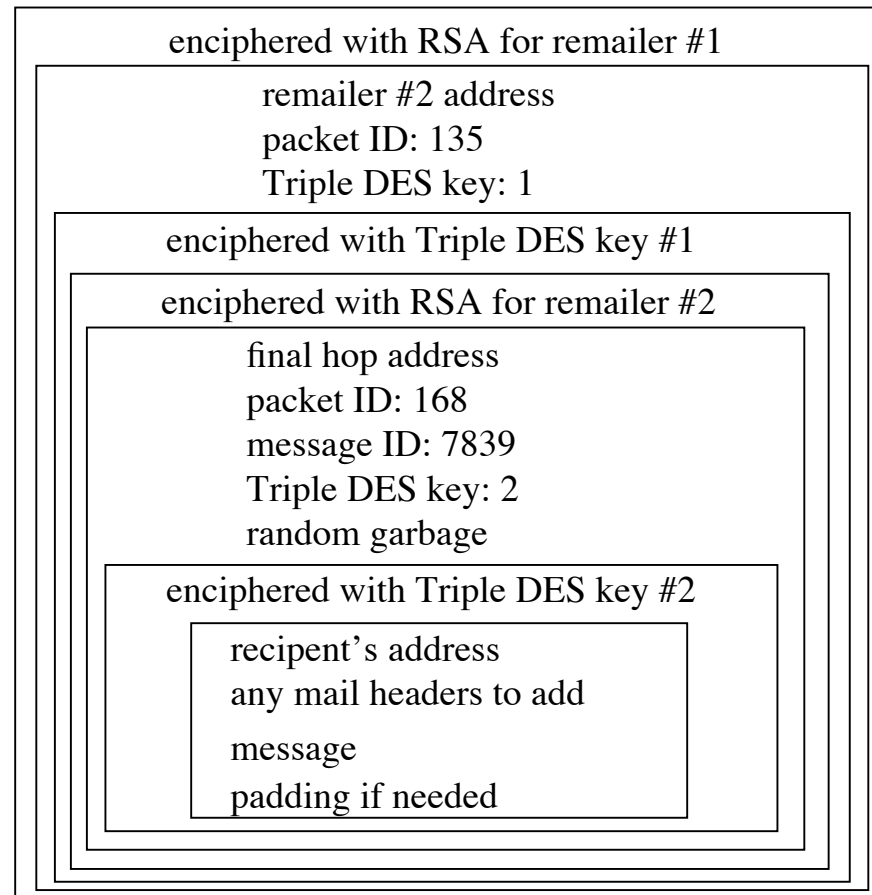 enciphered with RSA for remailer #1
remailer #2 address
packet ID: 135
Triple DES key: 1
enciphered with Triple DES key #1
enciphered with RSA for remailer #2
final hop address
packet ID: 168
message ID: 7839
Triple DES key: 2
random garbage
enciphered with Triple DES key #2
recipent’s address
any mail headers to add
message
padding if needed